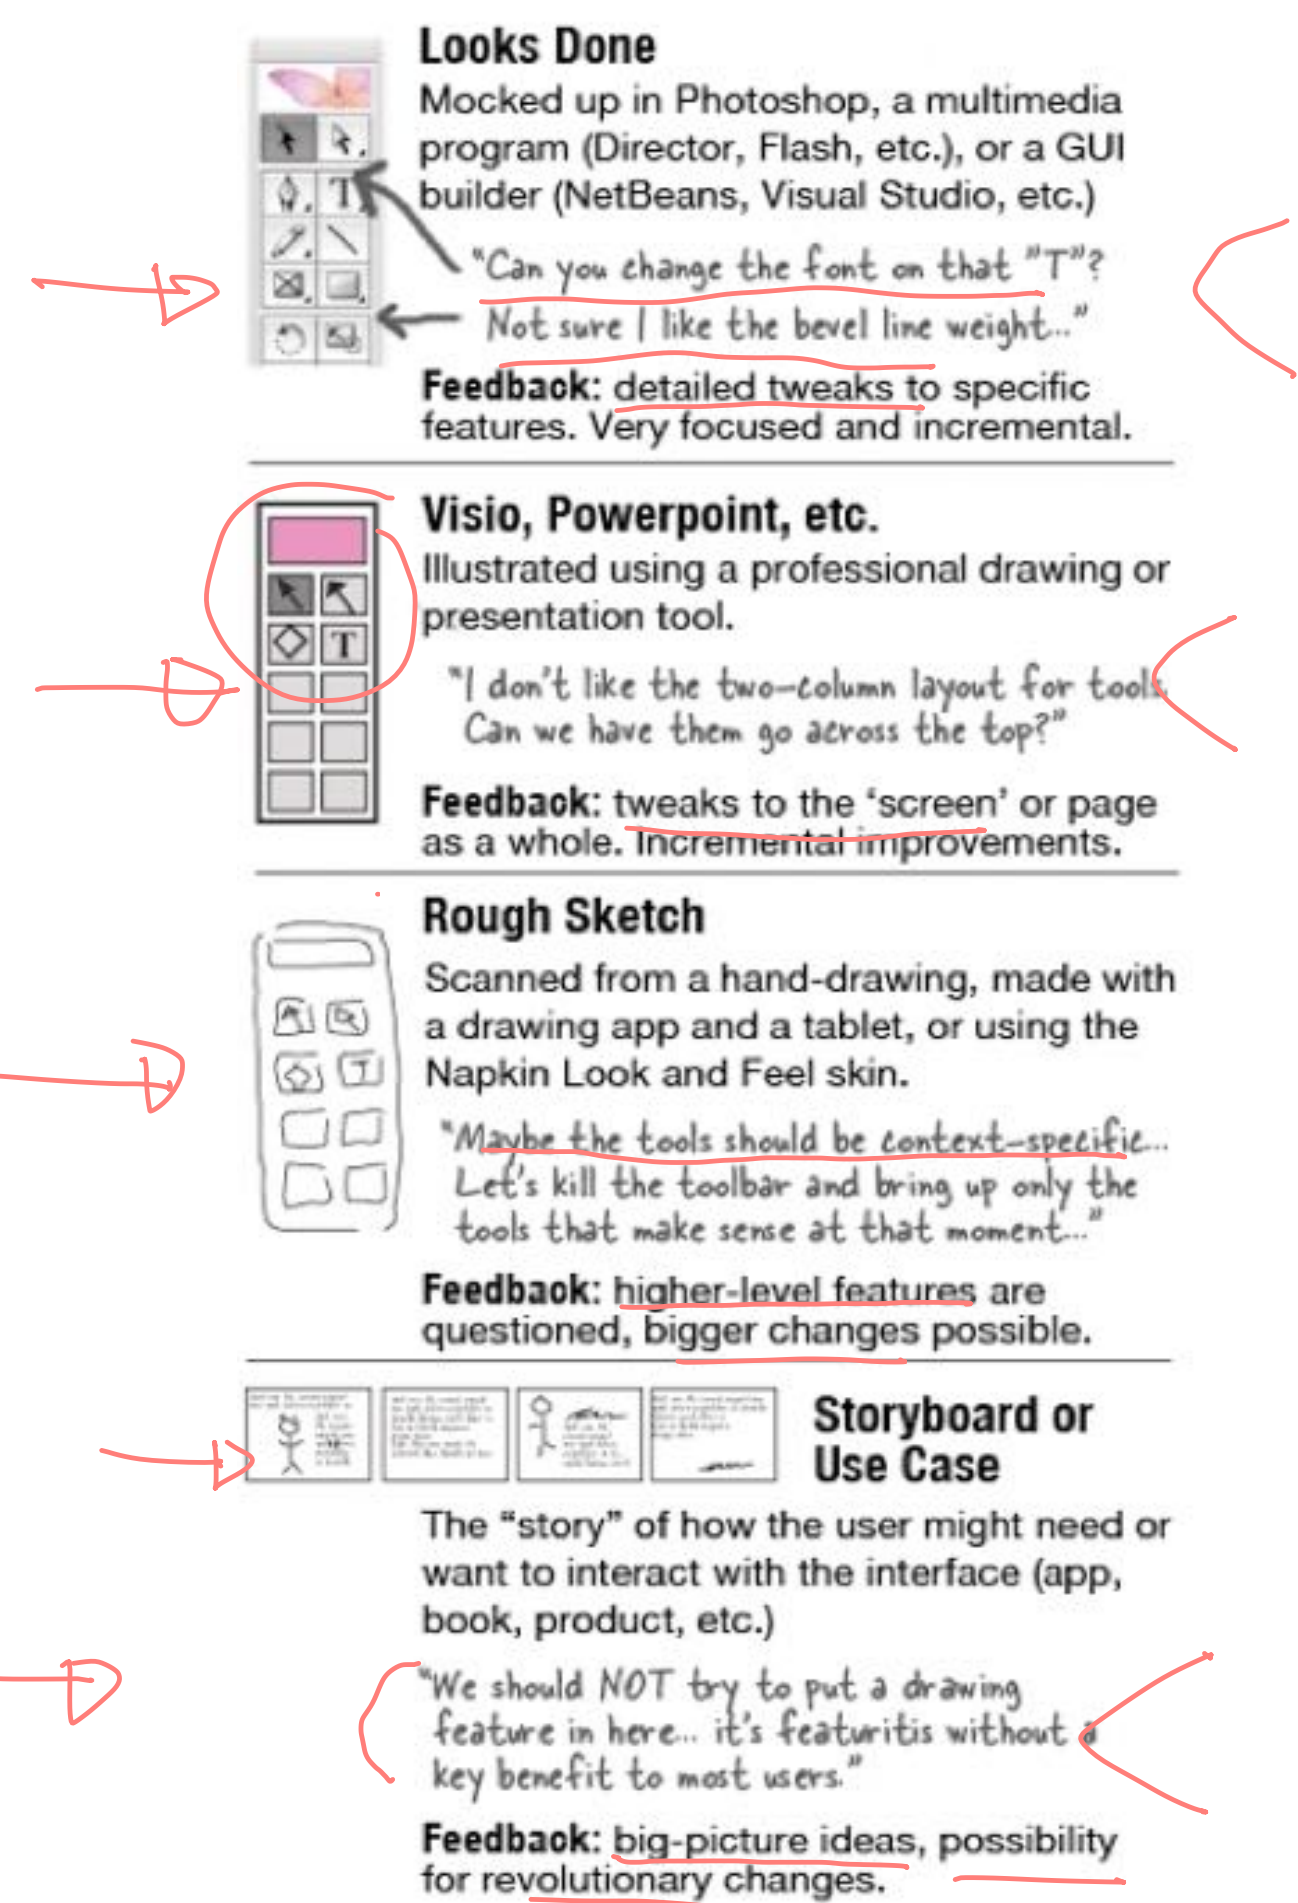 Looks Done
Mocked up in Photoshop, a multimedia
program (Director, Flash, etc.), or a GUI
builder (NetBeans, Visual Studio, etc.)
T
"Can you change the font on that "T"?
Not sure I like the bevel line weight..."
Feedback: detailed tweaks to specific
features. Very focused and incremental.
Visio, Powerpoint, etc.
Illustrated using a professional drawing or
presentation tool.
T
"I don't like the two-column layout for tools
Can we have them go across the top?"
Feedback: tweaks to the ‘screen’ or page
as a whole. Incremental improvements.
Rough Sketch
Scanned from a hand-drawing, made with
a drawing app and a tablet, or using the
Napkin Look and Feel skin.
T
"Maybe the tools should be context-specific...
Let's kill the toolbar and bring up only the
tools that make sense at that moment..."
Feedback: higher-level features are
questioned, bigger changes possible.
Storyboard or
Use Case
The “story” of how the user might need or
want to interact with the interface (app,
book, product, etc.)
"We should NOT try to put a drawing
feature in here... it's featuritis without a
key benefit to most users."
Feedback: big-picture ideas, possibility
for revolutionary changes.